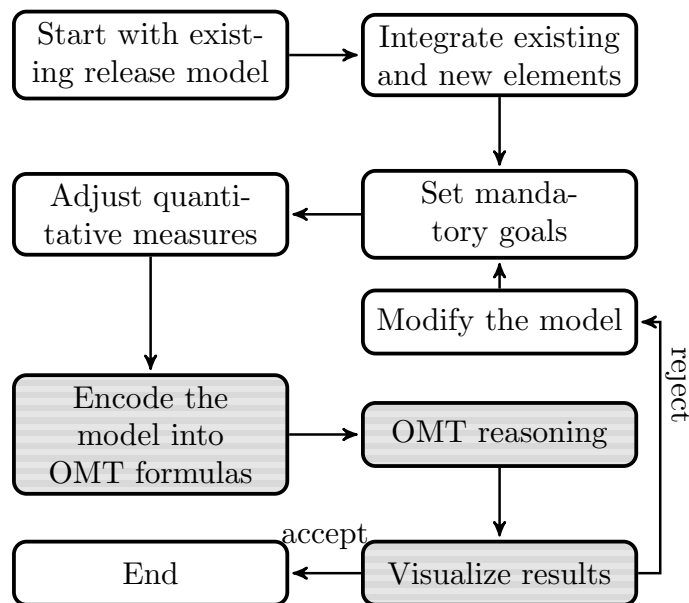 Start with exist-
ing release model
Integrate existing
and new elements
Set manda-
tory goals
Adjust quanti-
tative measures
Modify the model
reject
Encode the
model into
OMT formulas
OMT reasoning
Visualize results
accept
End